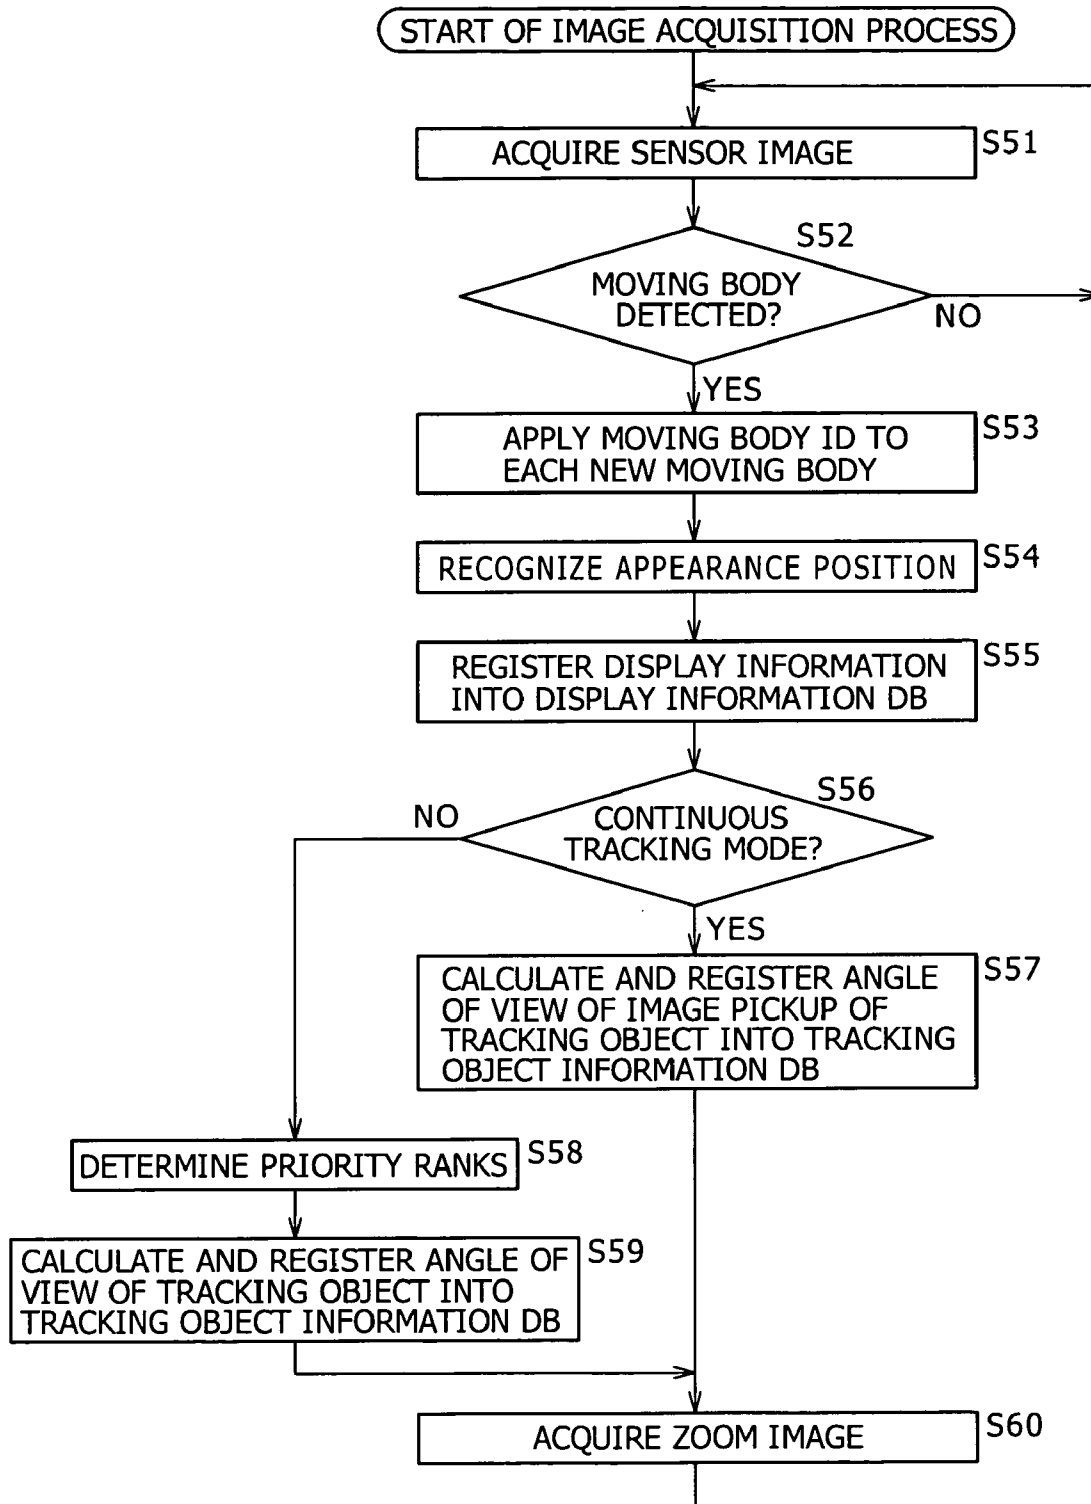 START OF IMAGE ACQUISITION PROCESS
ACQUIRE SENSOR IMAGE
S51
S52
MOVING BODY
DETECTED?
NO
YES
APPLY MOVING BODY ID TO
EACH NEW MOVING BODY
S53
RECOGNIZE APPEARANCE POSITION
S54
REGISTER DISPLAY INFORMATION
INTO DISPLAY INFORMATION DB
S55
S56
CONTINUOUS
TRACKING MODE?
NO
YES
CALCULATE AND REGISTER ANGLE
OF VIEW OF IMAGE PICKUP OF
TRACKING OBJECT INTO TRACKING
OBJECT INFORMATION DB
S57
DETERMINE PRIORITY RANKS
S58
CALCULATE AND REGISTER ANGLE OF
VIEW OF TRACKING OBJECT INTO
TRACKING OBJECT INFORMATION DB
S59
ACQUIRE ZOOM IMAGE
S60